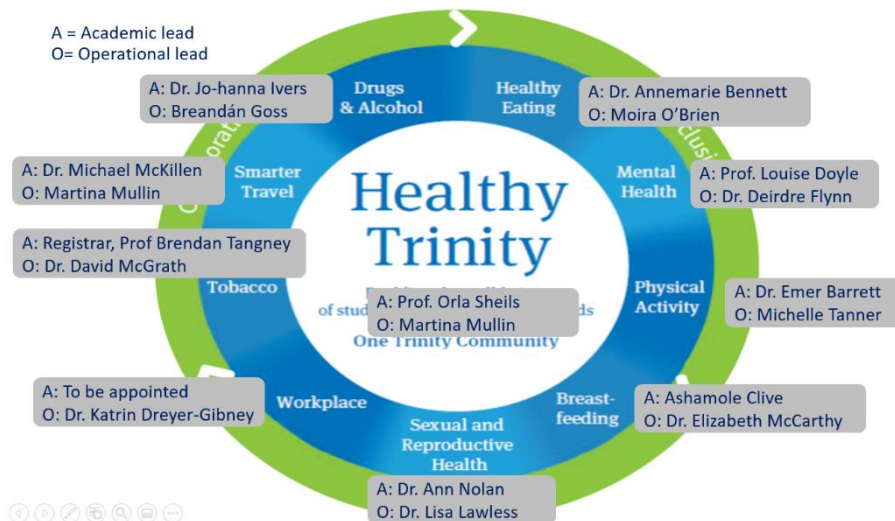 A = Academic lead
O= Operational lead
A: Dr. Jo-hanna Ivers
O: Breandán Goss
Drugs
& Alcohol
Healthy
Eating
A: Dr. Annemarie Bennett
O: Moira O'Brien
A: Dr. Michael McKillen
O: Martina Mullin
Smarter
Travel
Mental
Health
A: Prof. Louise Doyle
O: Dr. Deirdre Flynn
Healthy
Trinity
A: Registrar, Prof Brendan Tangney
O: Dr. David McGrath
Tobacco
A: Prof. Orla Sheils
O: Martina Mullin
of
One Trinity Community
Physical
Activity
A: Dr. Emer Barrett
O: Michelle Tanner
A: To be appointed
O: Dr. Katrin Dreyer-Gibney
Workplace
Sexual and
Reproductive
Health
Breast-
feeding
A: Ashamole Clive
O: Dr. Elizabeth McCarthy
A: Dr. Ann Nolan
O: Dr. Lisa Lawless